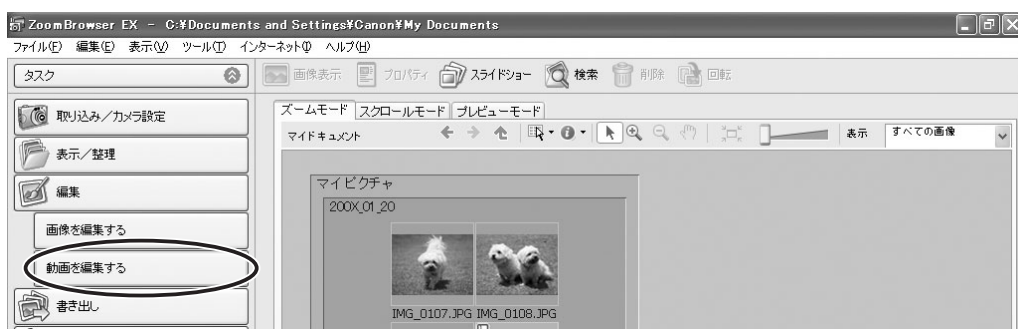 ZoomBrowser EX - C:¥Documents and Settings¥Canon¥My Documents
ファイル(F) 編集(E) 表示(V) ツール(T) インターネット(I) ヘルプ(H)
タスク
画像表示 プロパティ スライドショー 検索 削除 回転
取り込み／カメラ設定
表示／整理
編集
画像を編集する
動画を編集する
書き出し
ズームモード スクロールモード プレビューモード
マイドキュメント 表示 すべての画像
マイピクチャ
200X_01_20
IMG_0107.JPG IMG_0108.JPG